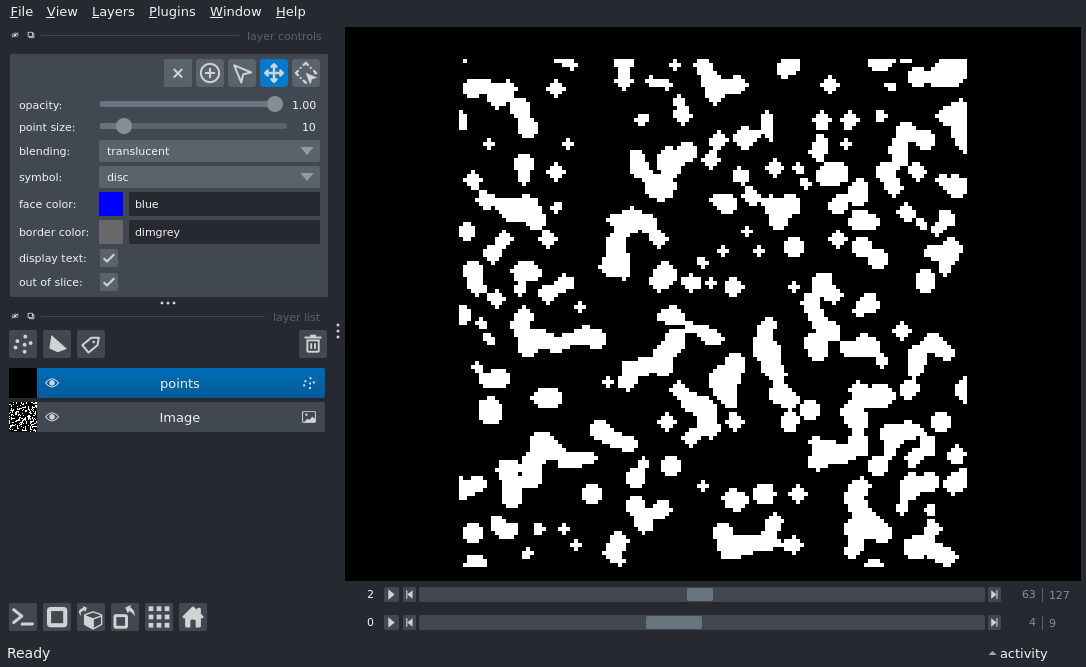 File View Layers Plugins Window Help
layer controls
opacity: 1.00
point size: 10
blending: translucent
symbol: disc
face color: blue
border color: dimgrey
display text:
out of slice:
layer list
points
Image
2 63 127
0 4 9
Ready activity